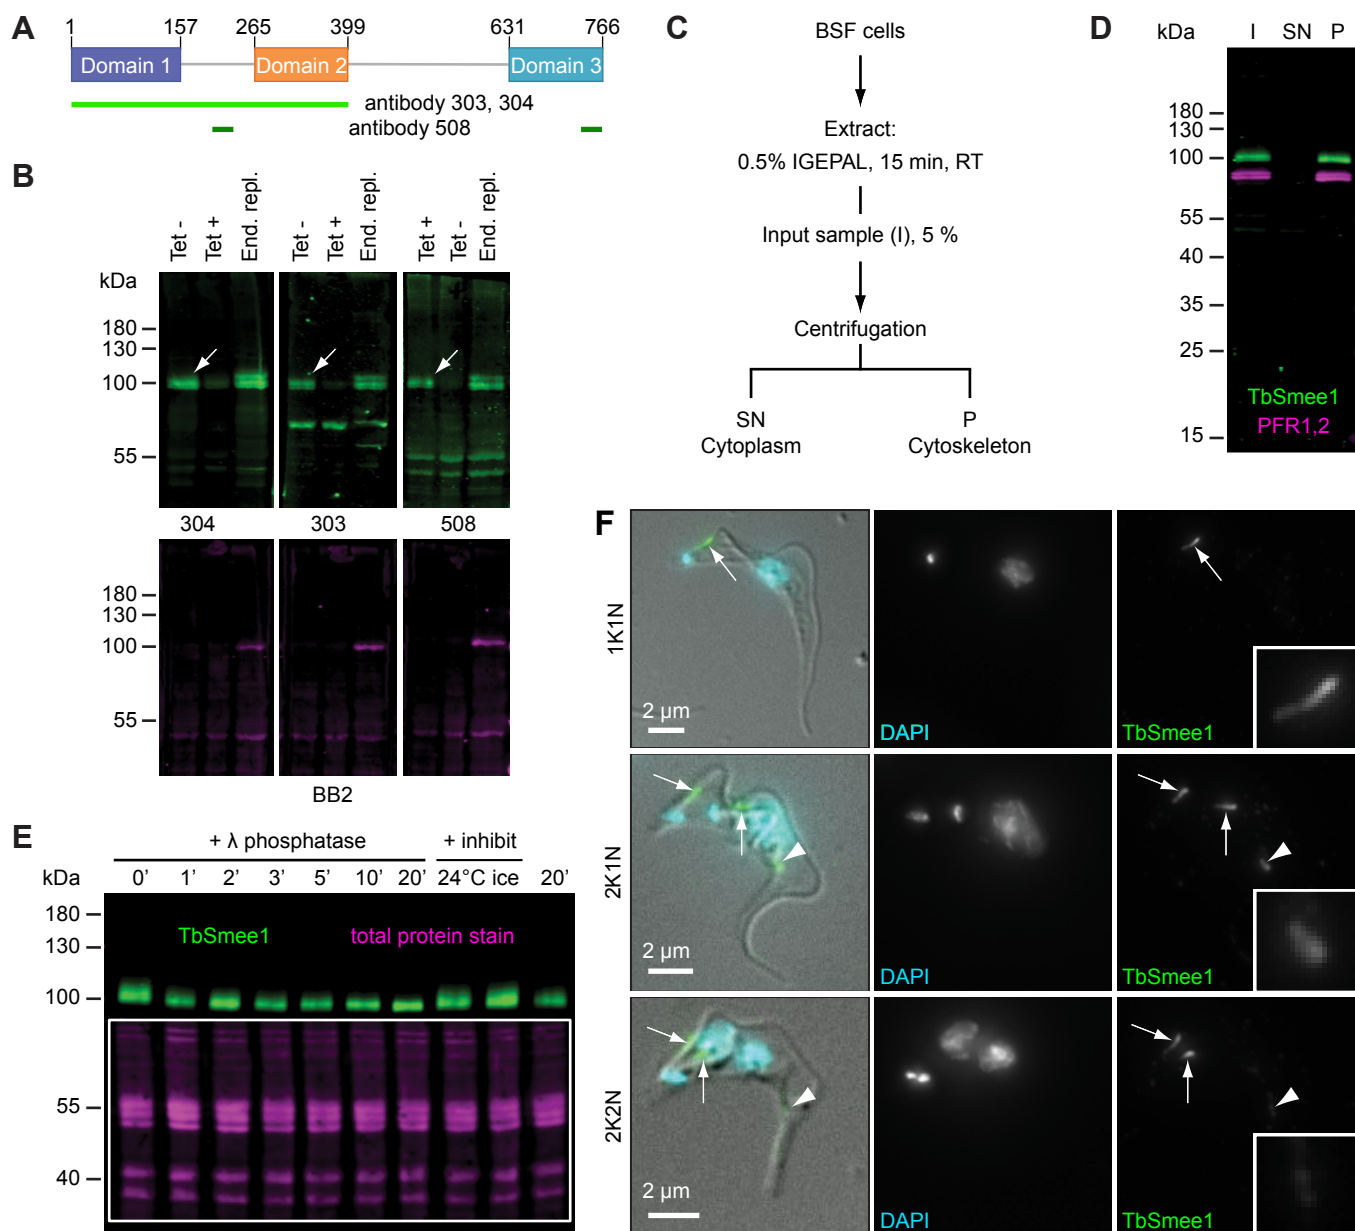 A
1 157 265 399 631 766
Domain 1 Domain 2 Domain 3
antibody 303, 304
antibody 508
B
Tet - Tet + End. repl. Tet - Tet + End. repl. Tet + Tet - End. repl.
kDa
180
130
100
55
304 303 508
180
130
100
55
BB2
C
BSF cells
Extract:
0.5% IGEPAL, 15 min, RT
Input sample (I), 5 %
Centrifugation
SN P
Cytoplasm Cytoskeleton
D
kDa I SN P
180
130
100
55
40
35
25
15
TbSmee1
PFR1,2
E
+ λ phosphatase + inhibit
kDa 0’ 1’ 2’ 3’ 5’ 10’ 20’ 24°C ice 20’
180
130
100
55
40
TbSmee1 total protein stain
F
1K1N
2 µm DAPI TbSmee1
2K1N
2 µm DAPI TbSmee1
2K2N
2 µm DAPI TbSmee1